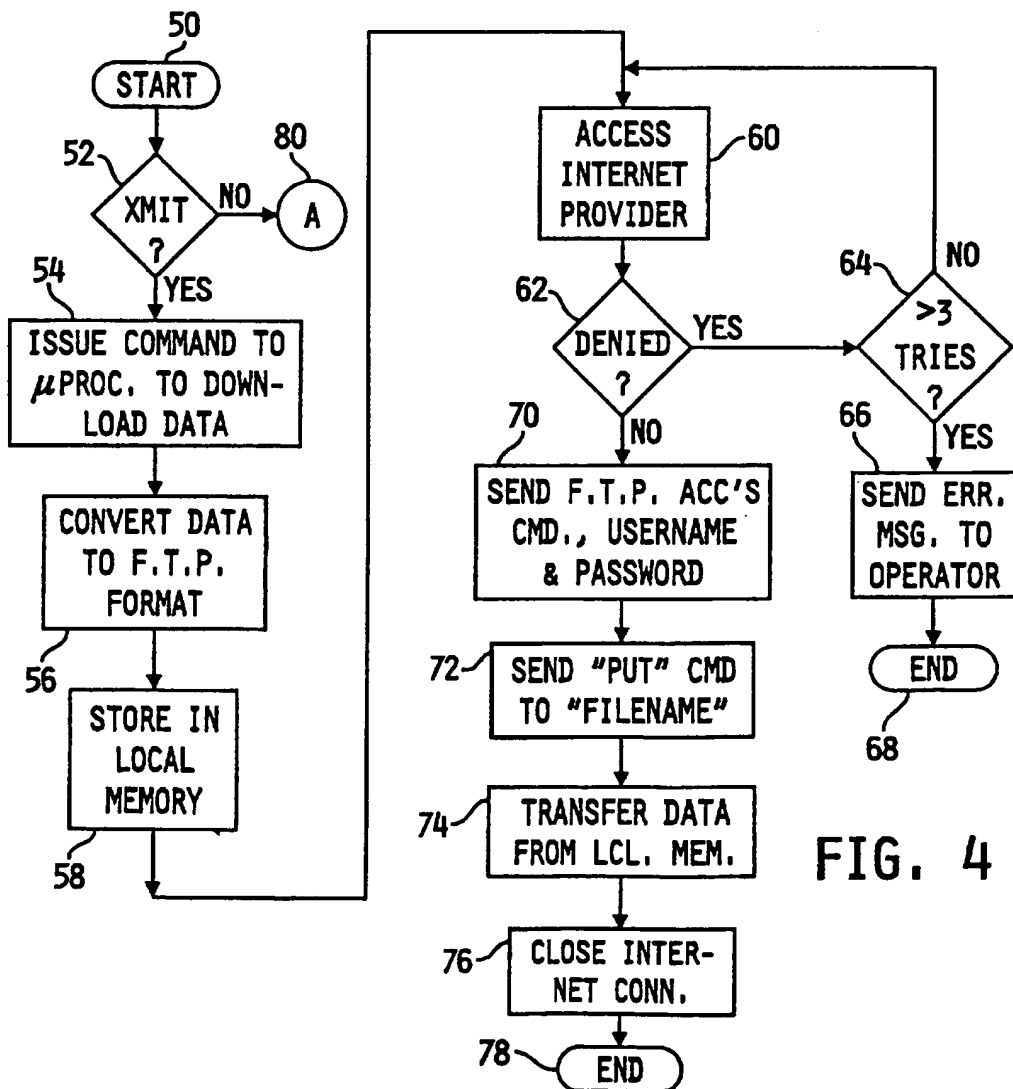 50
START
52
XMIT
?
NO
80
A
YES
54
ISSUE COMMAND TO
μPROC. TO DOWN-
LOAD DATA
CONVERT DATA
TO F.T.P.
FORMAT
56
STORE IN
LOCAL
MEMORY
58
ACCESS
INTERNET
PROVIDER
60
62
DENIED
?
YES
64
>3
TRIES
?
NO
YES
66
SEND ERR.
MSG. TO
OPERATOR
END
68
NO
70
SEND F.T.P. ACC'S
CMD., USERNAME
& PASSWORD
72
SEND "PUT" CMD
TO "FILENAME"
74
TRANSFER DATA
FROM LCL. MEM.
76
CLOSE INTER-
NET CONN.
78
END
FIG. 4